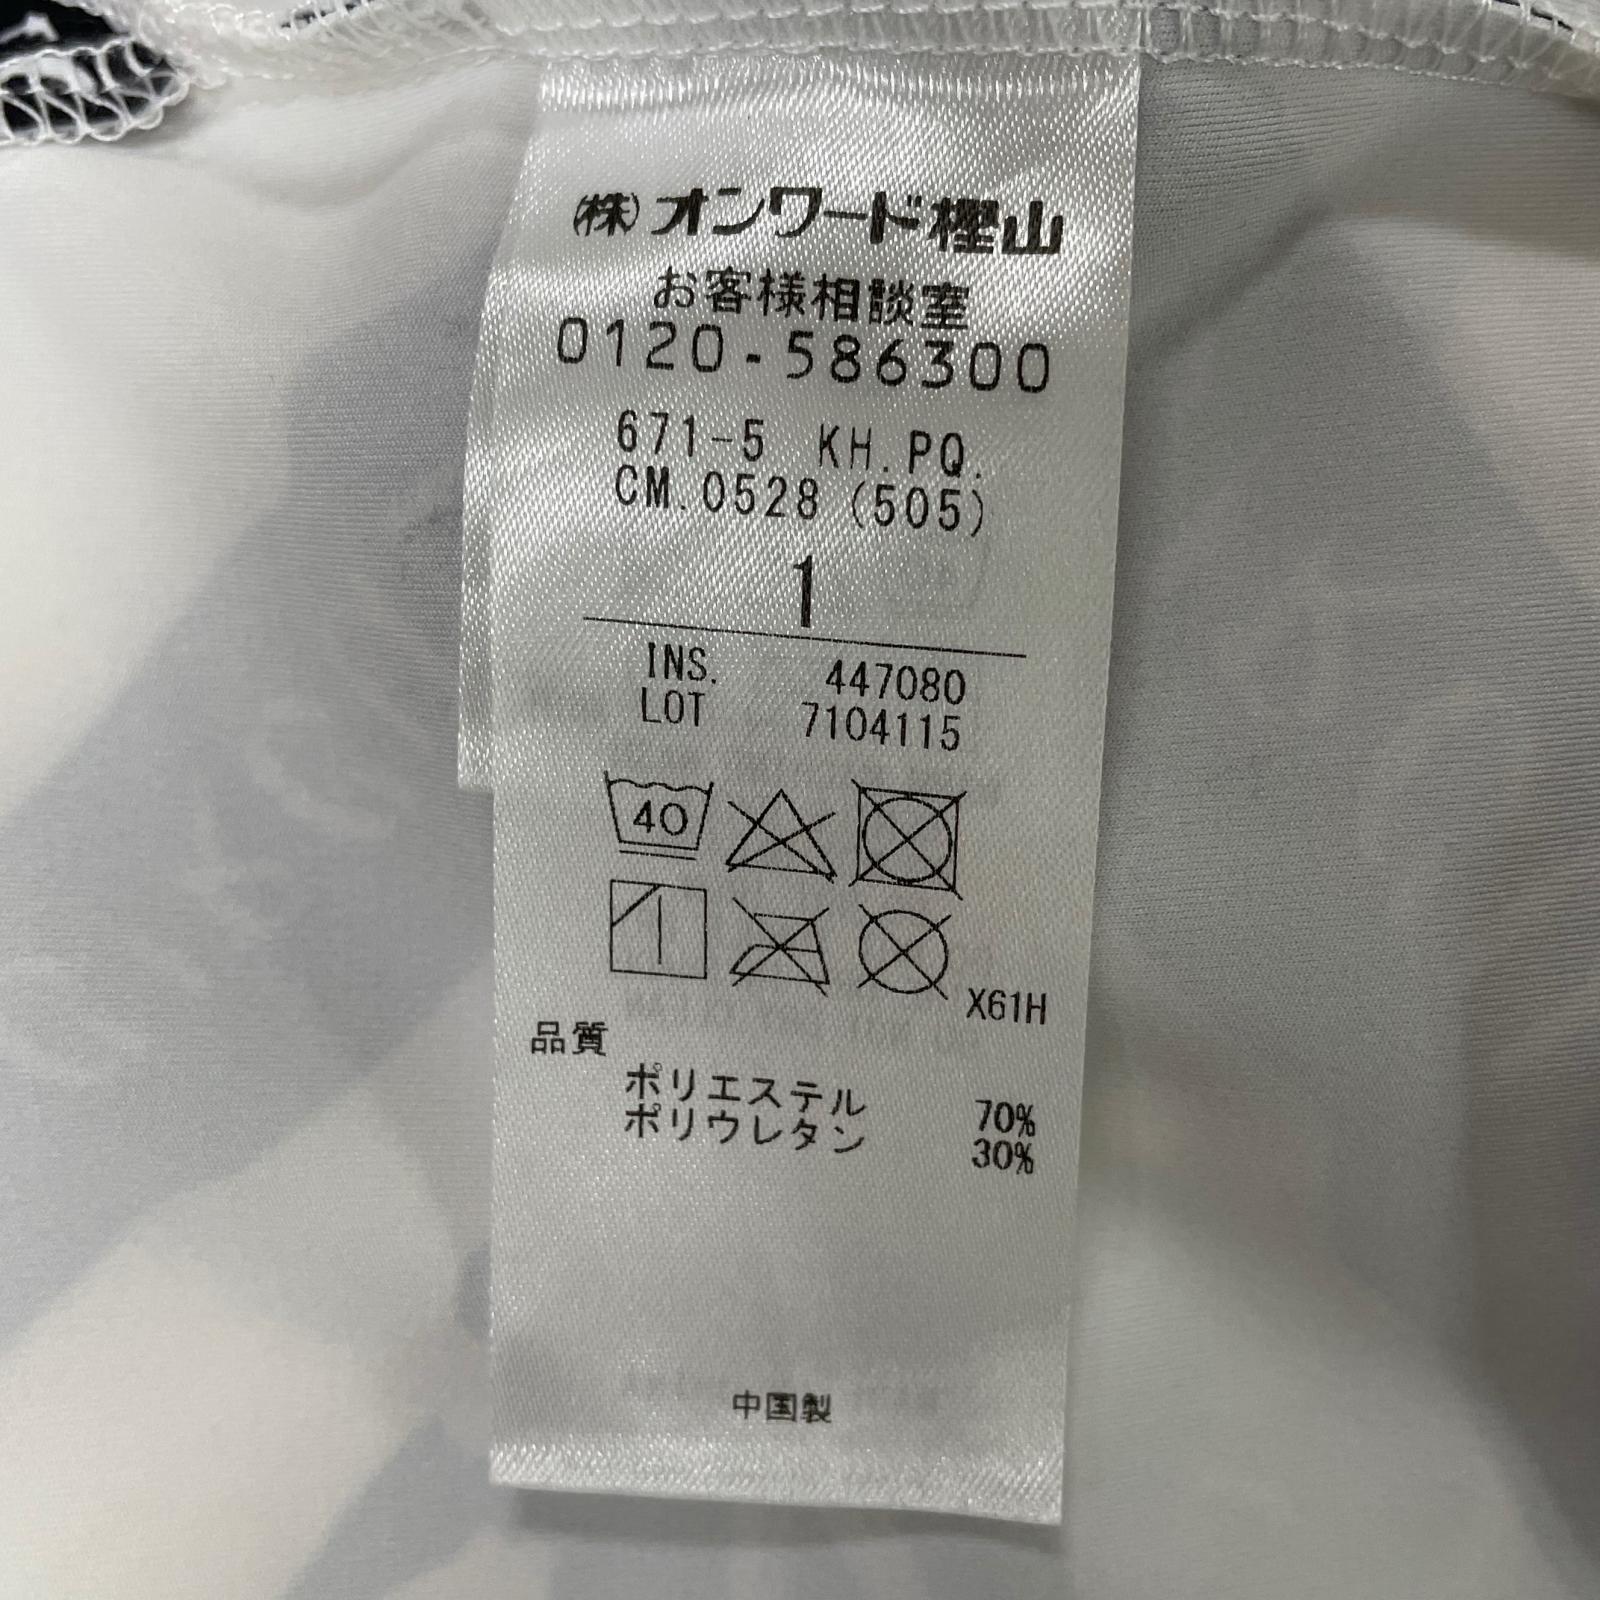 (株)オンワード樫山
お客様相談室
0120-586300
671-5 KH.PQ.
CM.0528 (505)
1
INS. 447080
LOT 7104115
40
X61H
品質
ポリエステル 70%
ポリウレタン 30%
中国製